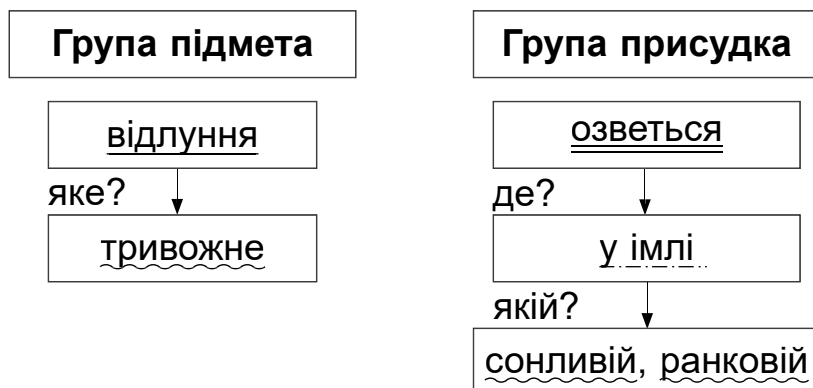 Група підмета
відлуння
яке?
тривожне
Група присудка
озветься
де?
у імлі
якій?
сонливій, ранковій